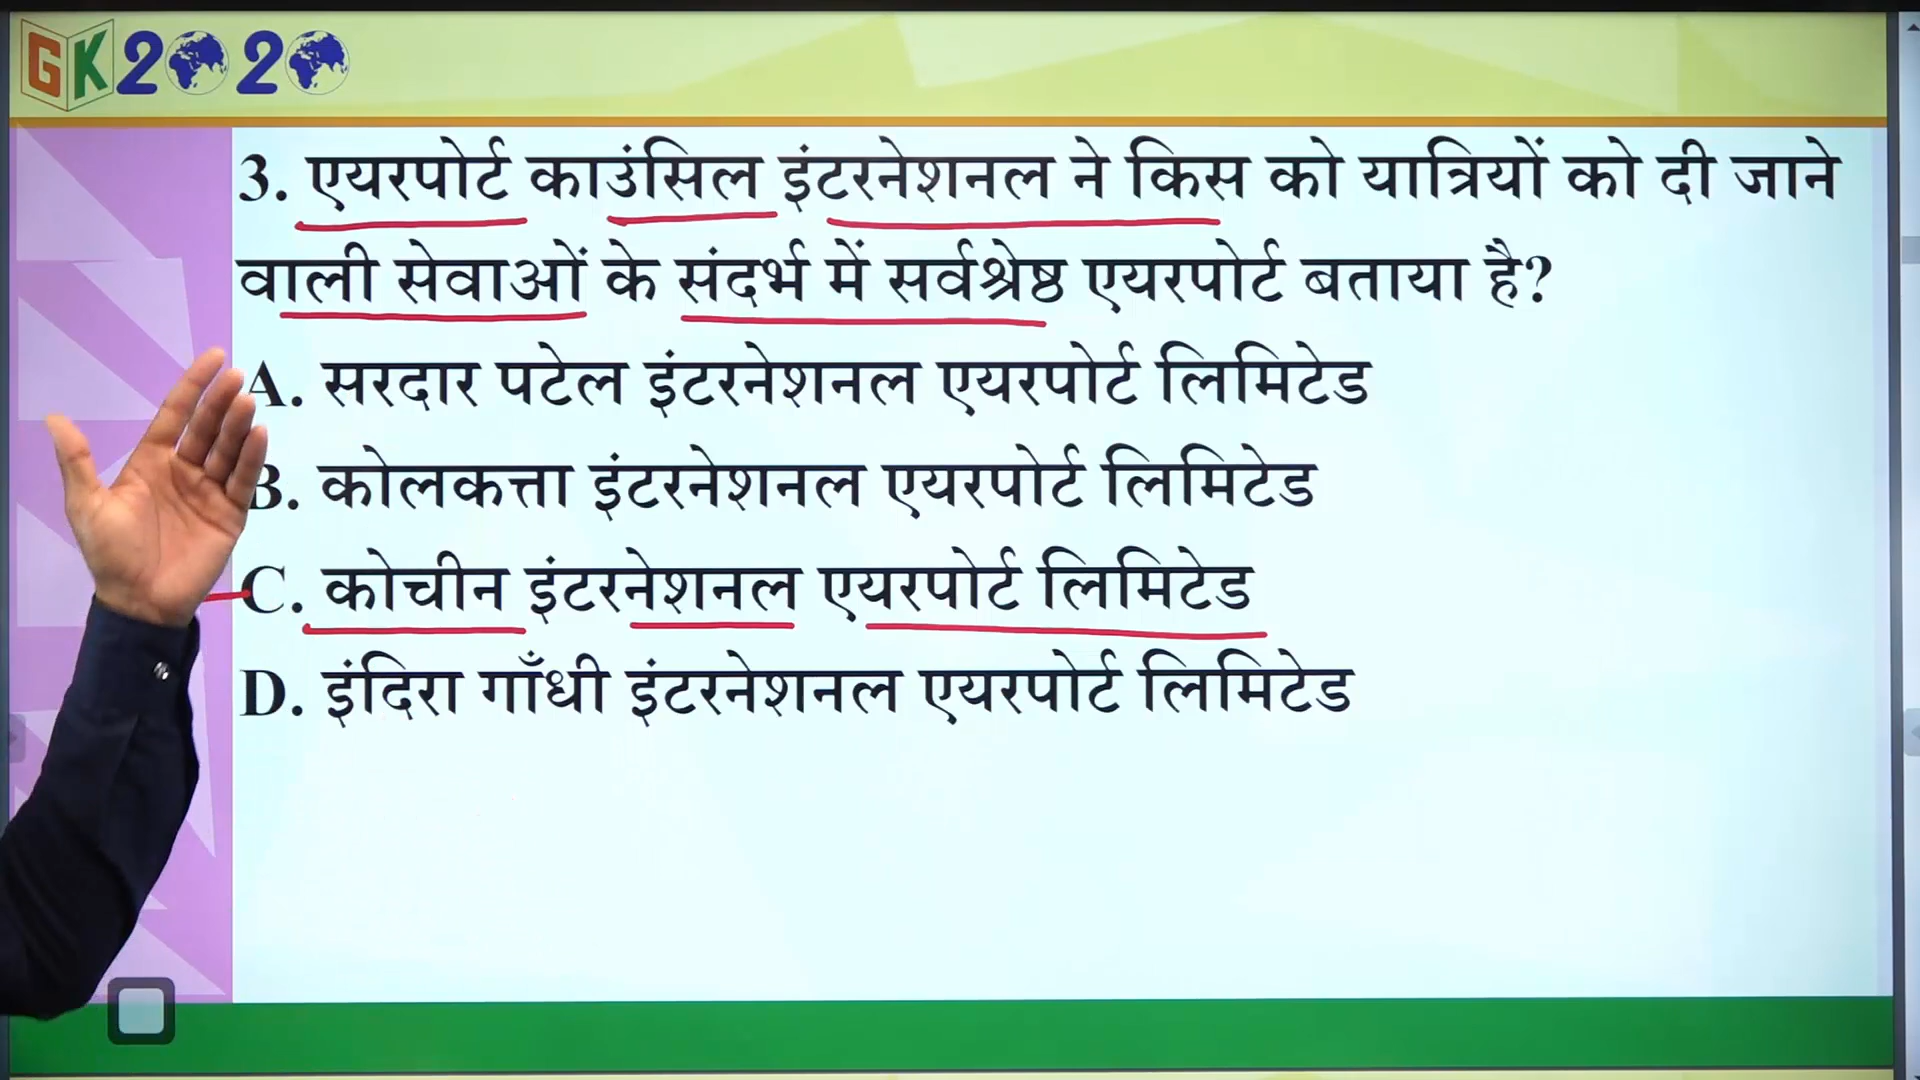 GK2020
3. एयरपोर्ट काउंसिल इंटरनेशनल ने किस को यात्रियों को दी जाने
वाली सेवाओं के संदर्भ में सर्वश्रेष्ठ एयरपोर्ट बताया है?
A. सरदार पटेल इंटरनेशनल एयरपोर्ट लिमिटेड
B. कोलकत्ता इंटरनेशनल एयरपोर्ट लिमिटेड
C. कोचीन इंटरनेशनल एयरपोर्ट लिमिटेड
D. इंदिरा गाँधी इंटरनेशनल एयरपोर्ट लिमिटेड